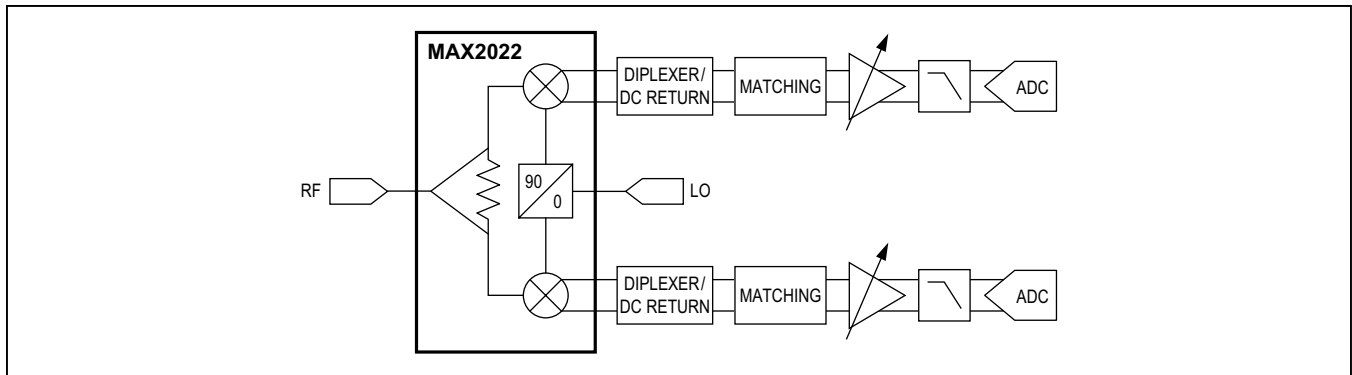 MAX2022
DIPLEXER/
DC RETURN
MATCHING
ADC
RF
90
0
LO
DIPLEXER/
DC RETURN
MATCHING
ADC